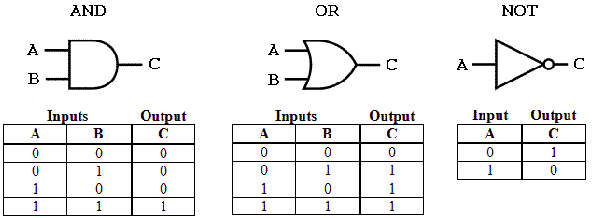 AND OR NOT
A A
C C A C
B B
Inputs Output Inputs Output Input Output
A B C A B C A C
0 0 0 0 0 0 0 1
0 1 0 0 1 1 1 0
1 0 0 1 0 1
1 1 1 1 1 1